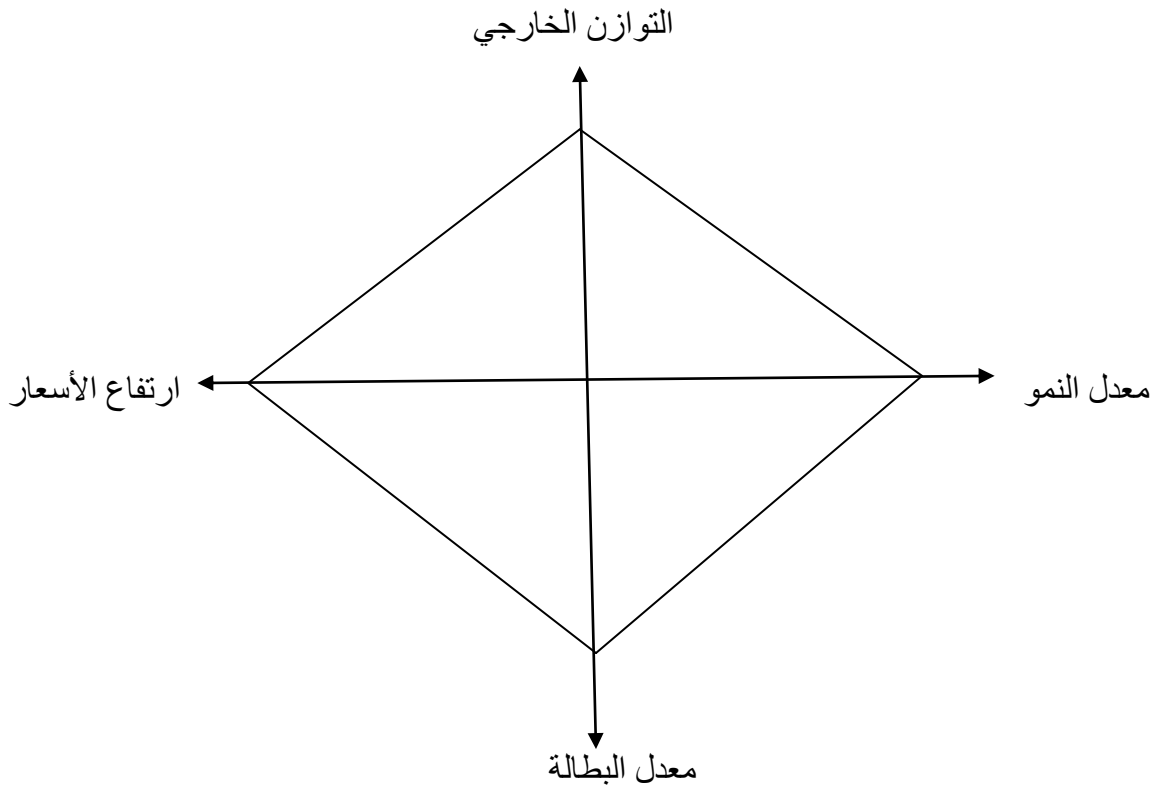 التوازن الخارجي
معدل النمو
ارتفاع الأسعار
معدل البطالة